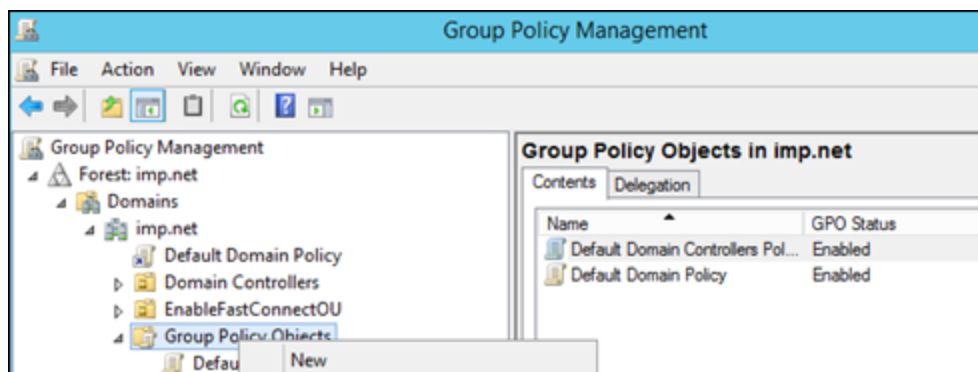 Group Policy Management
File Action View Window Help
Group Policy Management
Forest: imp.net
Domains
imp.net
Default Domain Policy
Domain Controllers
EnableFastConnectOU
Group Policy Objects
Defau
New
Group Policy Objects in imp.net
Contents Delegation
Name GPO Status
Default Domain Controllers Pol... Enabled
Default Domain Policy Enabled